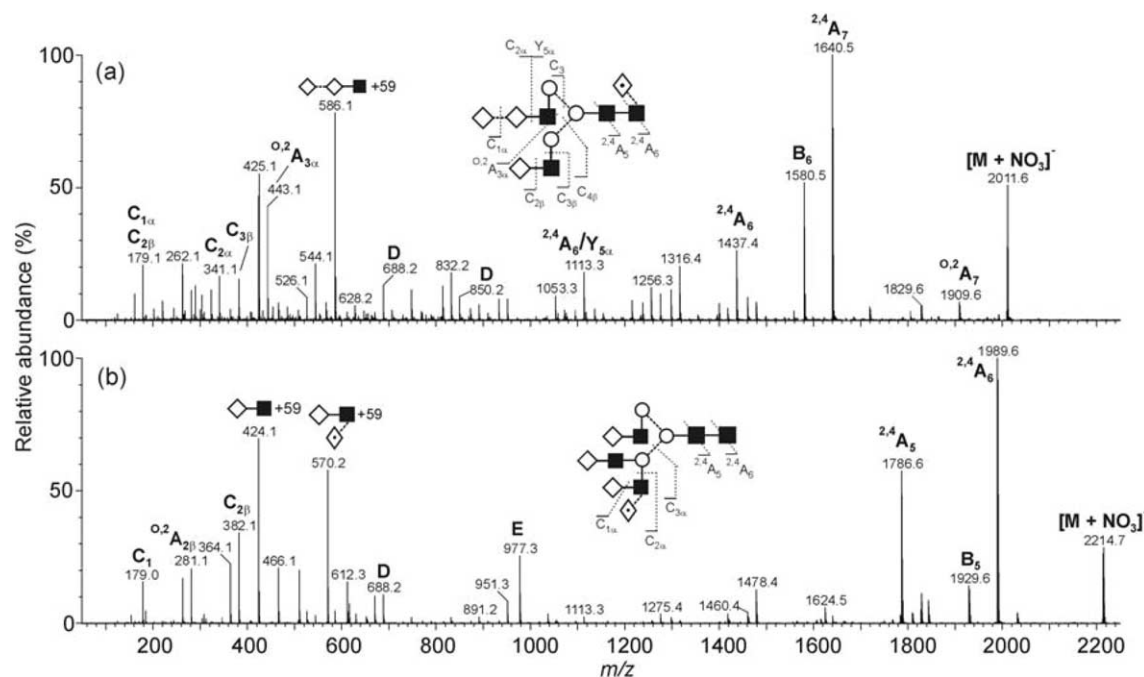 Relative abundance (%)
(a)
100
50
0
+59
586.1
0,2A3α
425.1
443.1
C1α
C2β
179.1
262.1
C2α
341.1
C3β
526.1
544.1
628.2
D
688.2
832.2
D
850.2
1053.3
2,4A6/Y5α
1113.3
1256.3
1316.4
2,4A6
1437.4
B6
1580.5
2,4A7
1640.5
1829.6
0,2A7
1909.6
[M + NO3]-
2011.6
C2α Y5α
C3
C1α
0,2A3α
C2β
C3β
C4β
2,4A5
2,4A6
(b)
100
50
0
+59
424.1
+59
570.2
C1
179.0
0,2A2β
281.1
364.1
C2β
382.1
466.1
612.3
D
688.2
891.2
951.3
E
977.3
1113.3
1275.4
1460.4
1478.4
1624.5
2,4A5
1786.6
B5
1929.6
2,4A6
1989.6
[M + NO3]
2214.7
C1α
C2α
C3α
2,4A5
2,4A6
200 400 600 800 1000 1200 1400 1600 1800 2000 2200
m/z